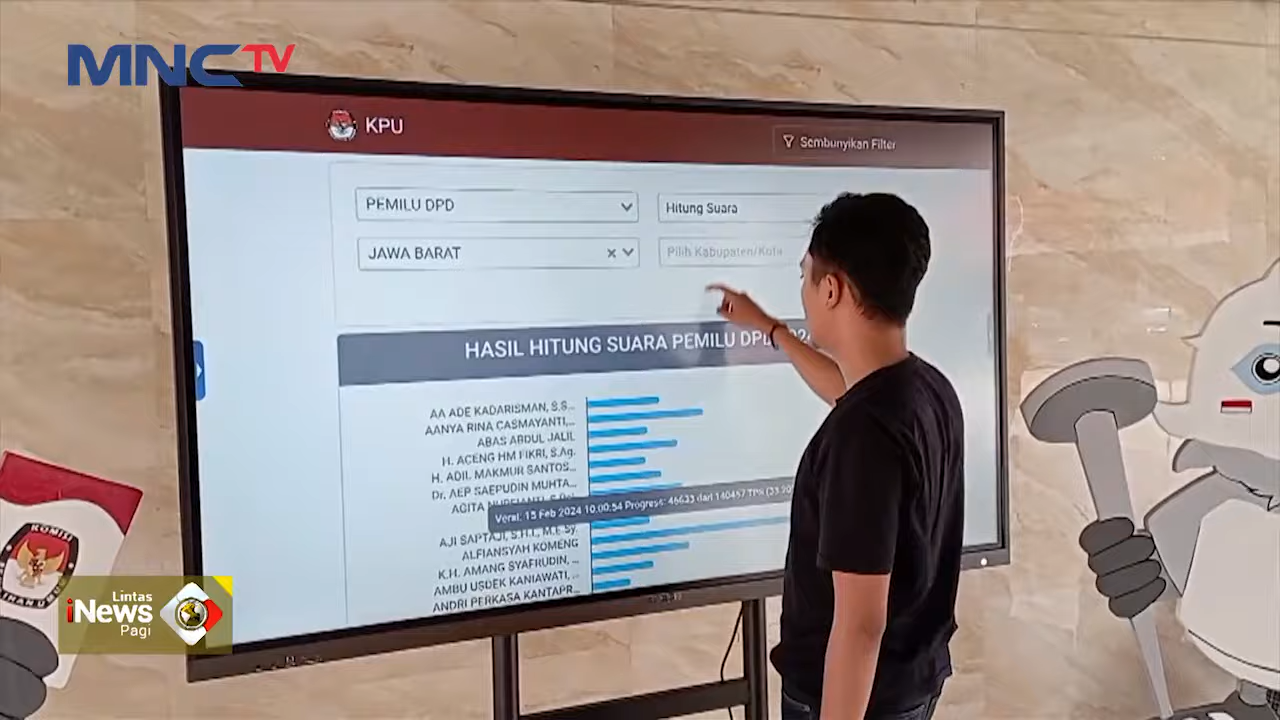 MNCTV
KPU
Sembunyikan Filter
PEMILU DPD
Hitung Suara
JAWA BARAT
Pilih Kabupaten/Kota
HASIL HITUNG SUARA PEMILU DPD 2024
AA ADE KADARISMAN, S.S...
AANYA RINA CASMAYANTI,...
ABAS ABDUL JALIL
H. ACENG HM FIKRI, S.Ag.
H. ADIL MAKMUR SANTOS...
Dr. AEP SAEPUDIN MUHTA...
AGITA
Versi: 15 Feb 2024 10:00:54 Progress: 46633 dari 140457 TPS
AJI SAPTAJI, S.H.I., M.E.Sy.
ALFIANSYAH KOMENG
K.H. AMANG SYAFRUDIN, ...
AMBU USDEK KANIAWATI, ...
ANDRI PERKASA KANTAPR...
KOMISI
Lintas
iNews
Pagi